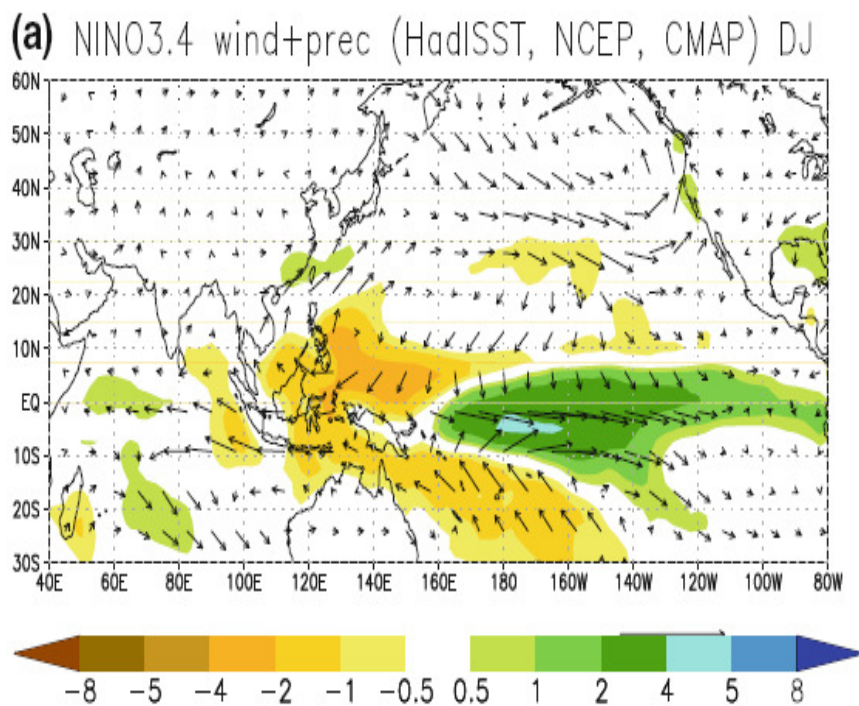 (a) NINO3.4 wind+prec (HadISST, NCEP, CMAP) DJ
60N
50N
40N
30N
20N
10N
EQ
10S
20S
30S
40E 60E 80E 100E 120E 140E 160E 180 160W 140W 120W 100W 80W
-8 -5 -4 -2 -1 -0.5 0.5 1 2 4 5 8